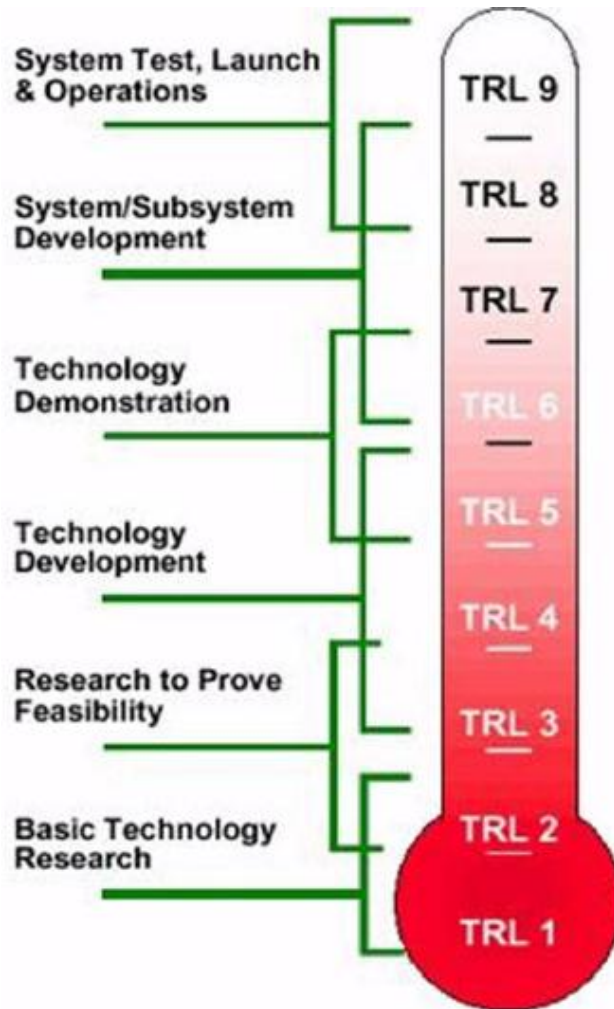 System Test, Launch
& Operations
System/Subsystem
Development
Technology
Demonstration
Technology
Development
Research to Prove
Feasibility
Basic Technology
Research
TRL 9
TRL 8
TRL 7
TRL 6
TRL 5
TRL 4
TRL 3
TRL 2
TRL 1